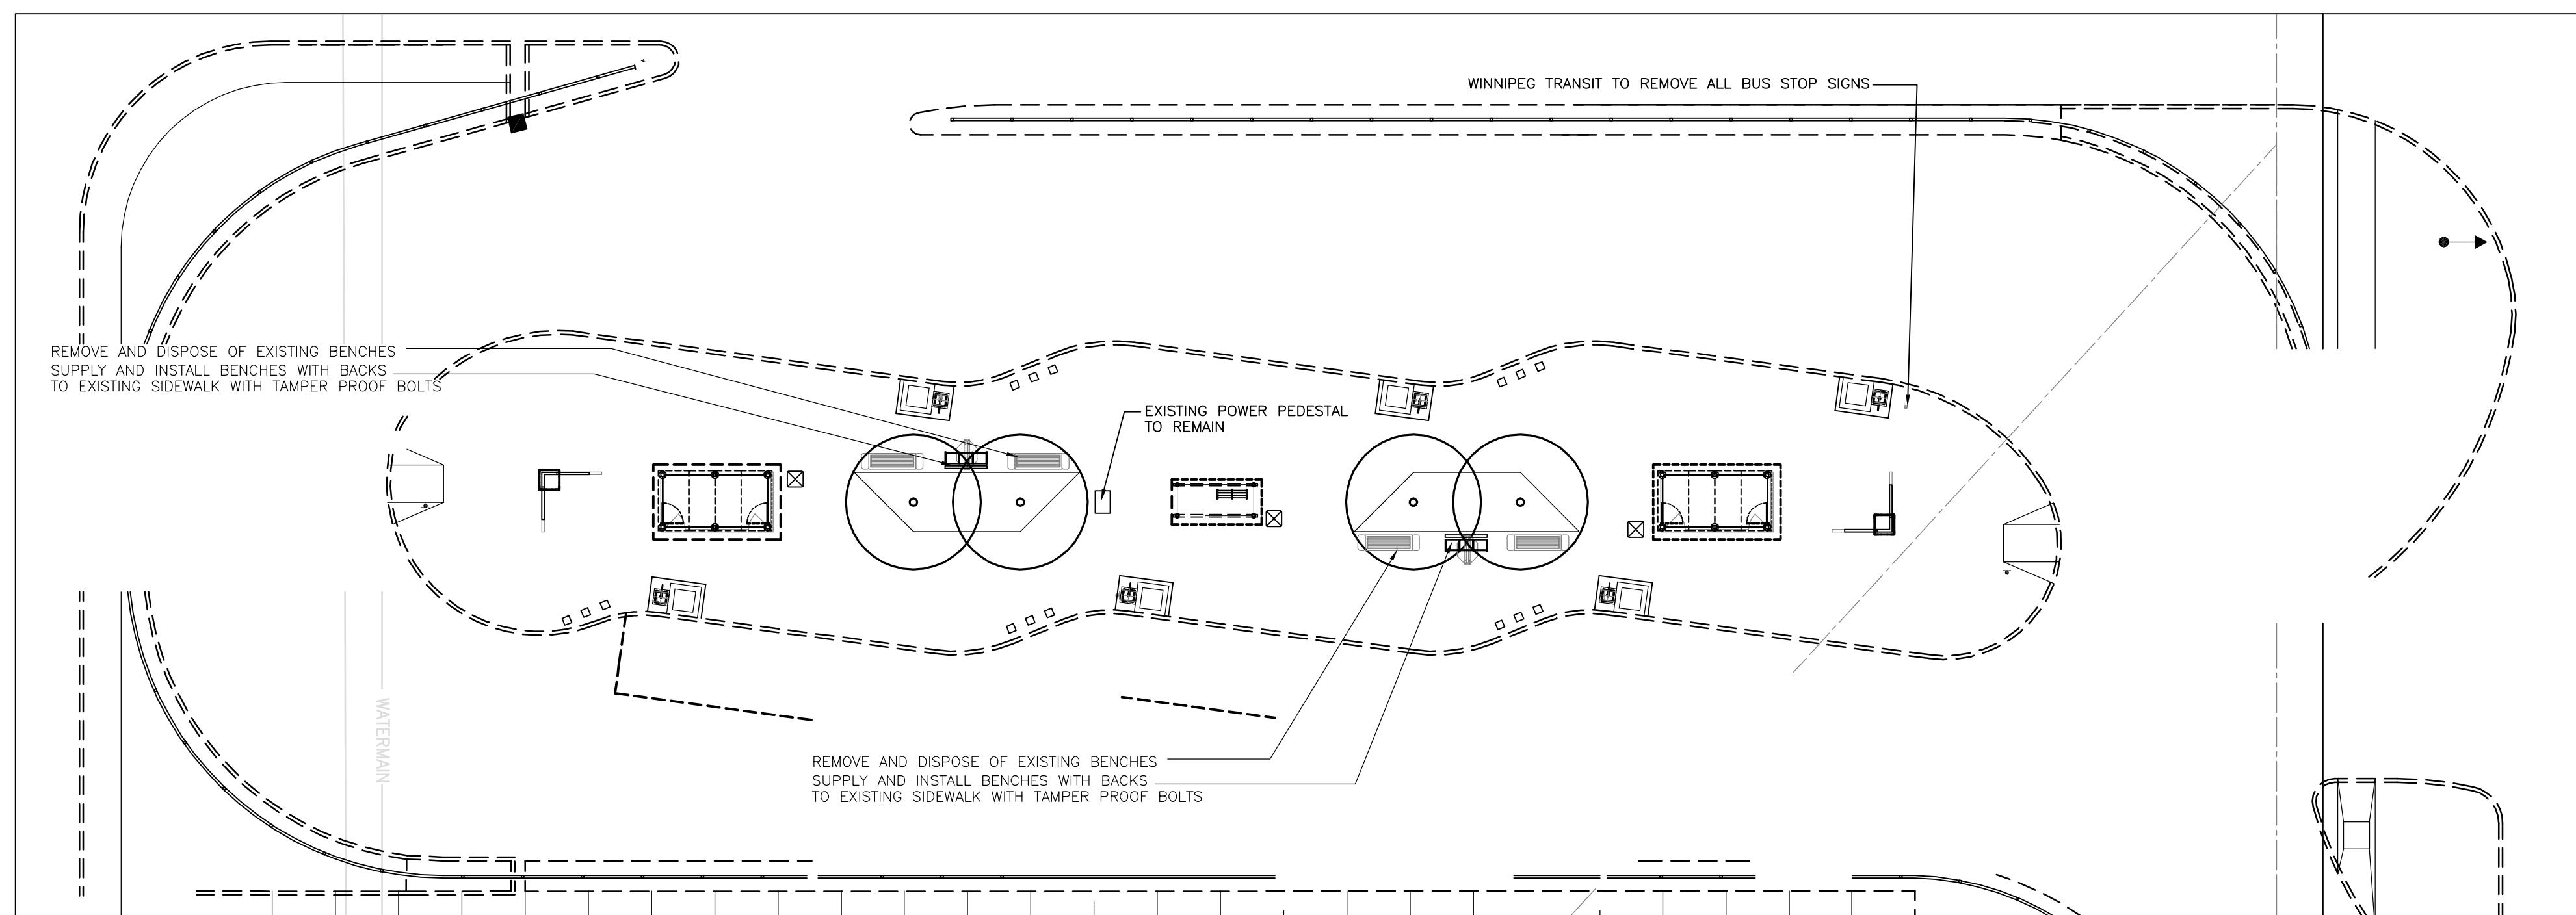 WINNIPEG TRANSIT TO REMOVE ALL BUS STOP SIGNS
REMOVE AND DISPOSE OF EXISTING BENCHES
SUPPLY AND INSTALL BENCHES WITH BACKS
TO EXISTING SIDEWALK WITH TAMPER PROOF BOLTS
EXISTING POWER PEDESTAL
TO REMAIN
WATERMAIN
REMOVE AND DISPOSE OF EXISTING BENCHES
SUPPLY AND INSTALL BENCHES WITH BACKS
TO EXISTING SIDEWALK WITH TAMPER PROOF BOLTS